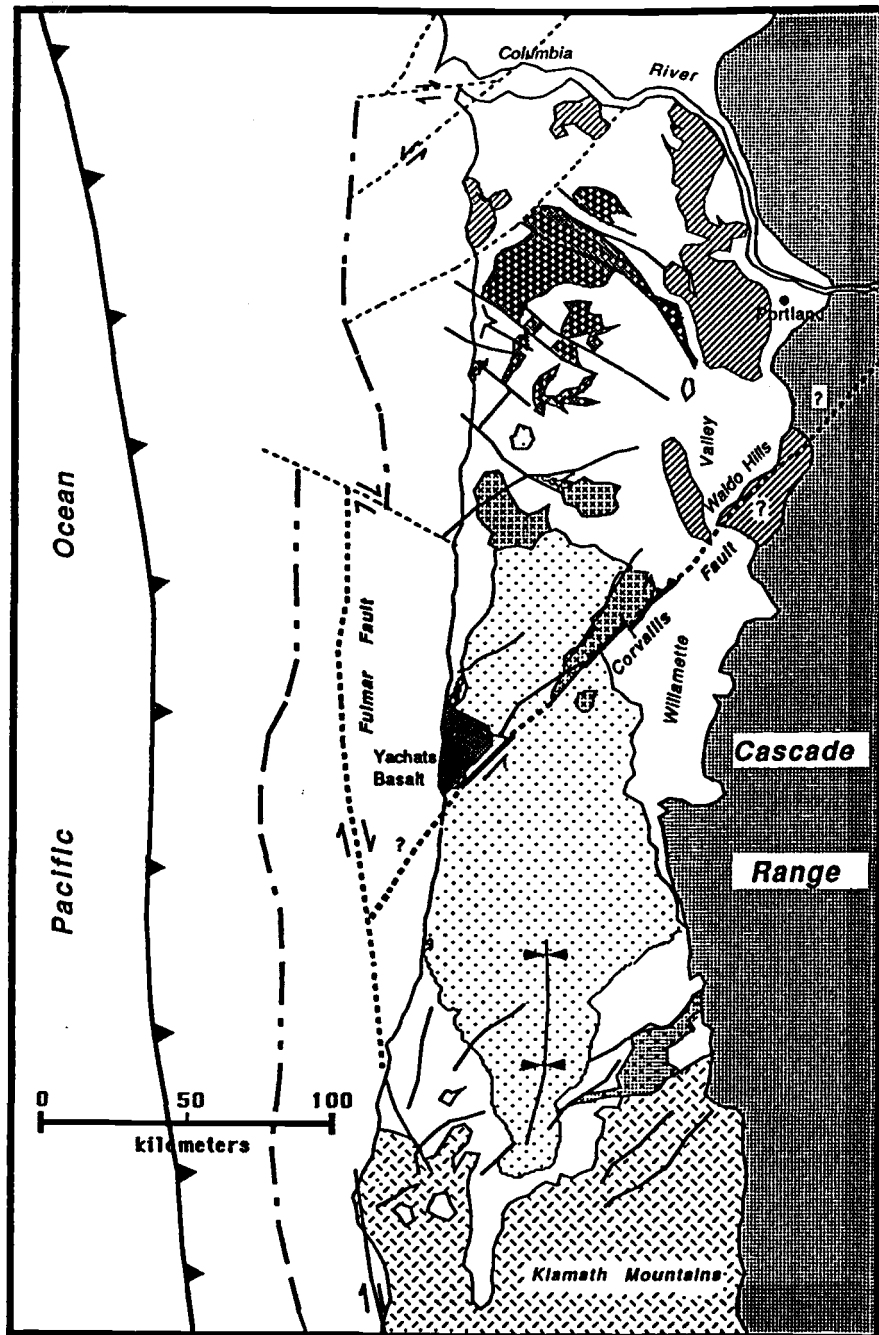 Columbia
River
Portland
?
Valley
Waldo Hills
?
Ocean
Fulmar Fault
Fault
Corvallis
Willamette
Yachats
Basalt
Cascade
?
Range
Pacific
0 50 100
kilometers
Klamath Mountains